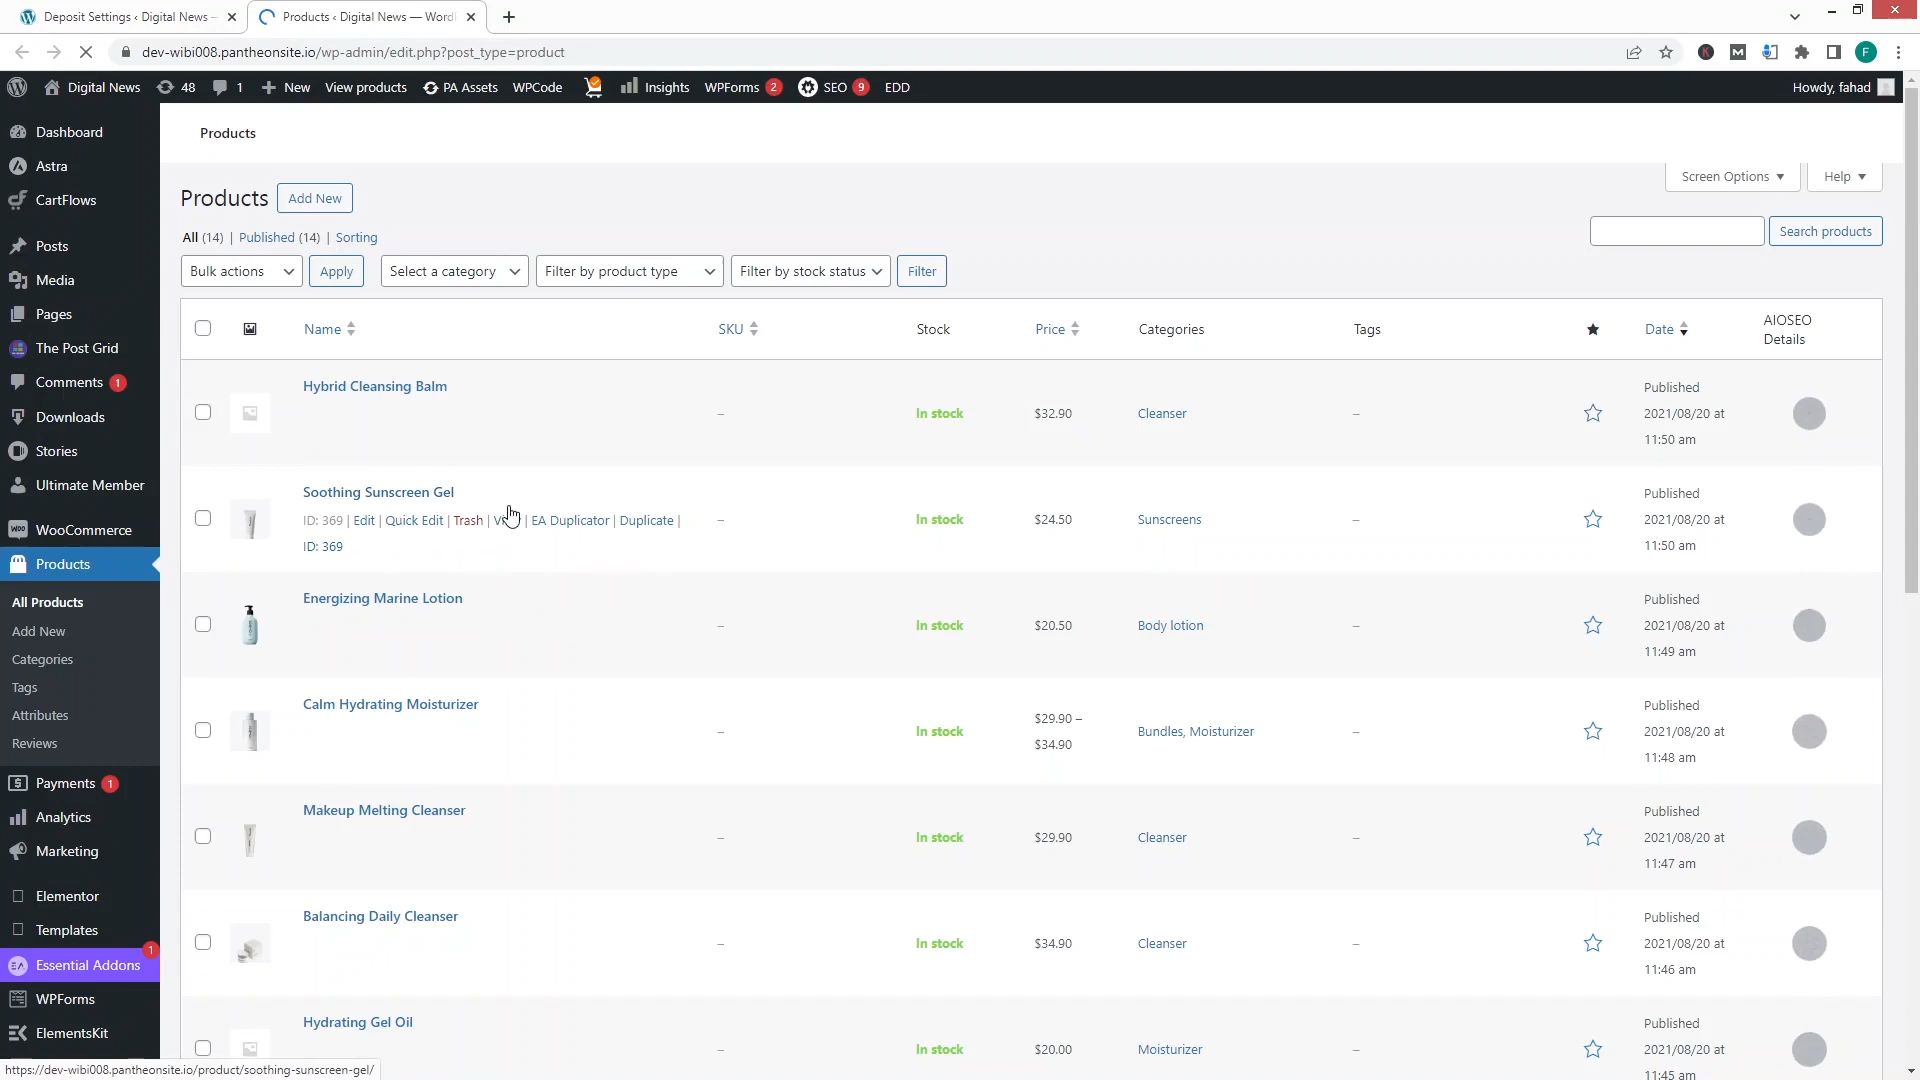 Deposit Settings ‹ Digital News –
Products ‹ Digital News — Word
dev-wibi008.pantheonsite.io/wp-admin/edit.php?post_type=product
Digital News 48 1 New View products PA Assets WPCode Insights WPForms 2 SEO 9 EDD Howdy, fahad
Dashboard
Astra
CartFlows
Posts
Media
Pages
The Post Grid
Comments 1
Downloads
Stories
Ultimate Member
WooCommerce
Products
All Products
Add New
Categories
Tags
Attributes
Reviews
Payments 1
Analytics
Marketing
Elementor
Templates
Essential Addons 1
WPForms
ElementsKit
Products
Screen Options Help
Products Add New
All (14) | Published (14) | Sorting
Search products
Bulk actions Apply Select a category Filter by product type Filter by stock status Filter
Name SKU Stock Price Categories Tags Date AIOSEO
Details
Hybrid Cleansing Balm
– In stock $32.90 Cleanser –
Published
2021/08/20 at
11:50 am
Soothing Sunscreen Gel
ID: 369 | Edit | Quick Edit | Trash | | EA Duplicator | Duplicate |
ID: 369
– In stock $24.50 Sunscreens –
Published
2021/08/20 at
11:50 am
Energizing Marine Lotion
– In stock $20.50 Body lotion –
Published
2021/08/20 at
11:49 am
Calm Hydrating Moisturizer
– In stock $29.90 –
$34.90
Bundles, Moisturizer –
Published
2021/08/20 at
11:48 am
Makeup Melting Cleanser
– In stock $29.90 Cleanser –
Published
2021/08/20 at
11:47 am
Balancing Daily Cleanser
– In stock $34.90 Cleanser –
Published
2021/08/20 at
11:46 am
Hydrating Gel Oil
– In stock $20.00 Moisturizer –
Published
2021/08/20 at
11:45 am
https://dev-wibi008.pantheonsite.io/product/soothing-sunscreen-gel/